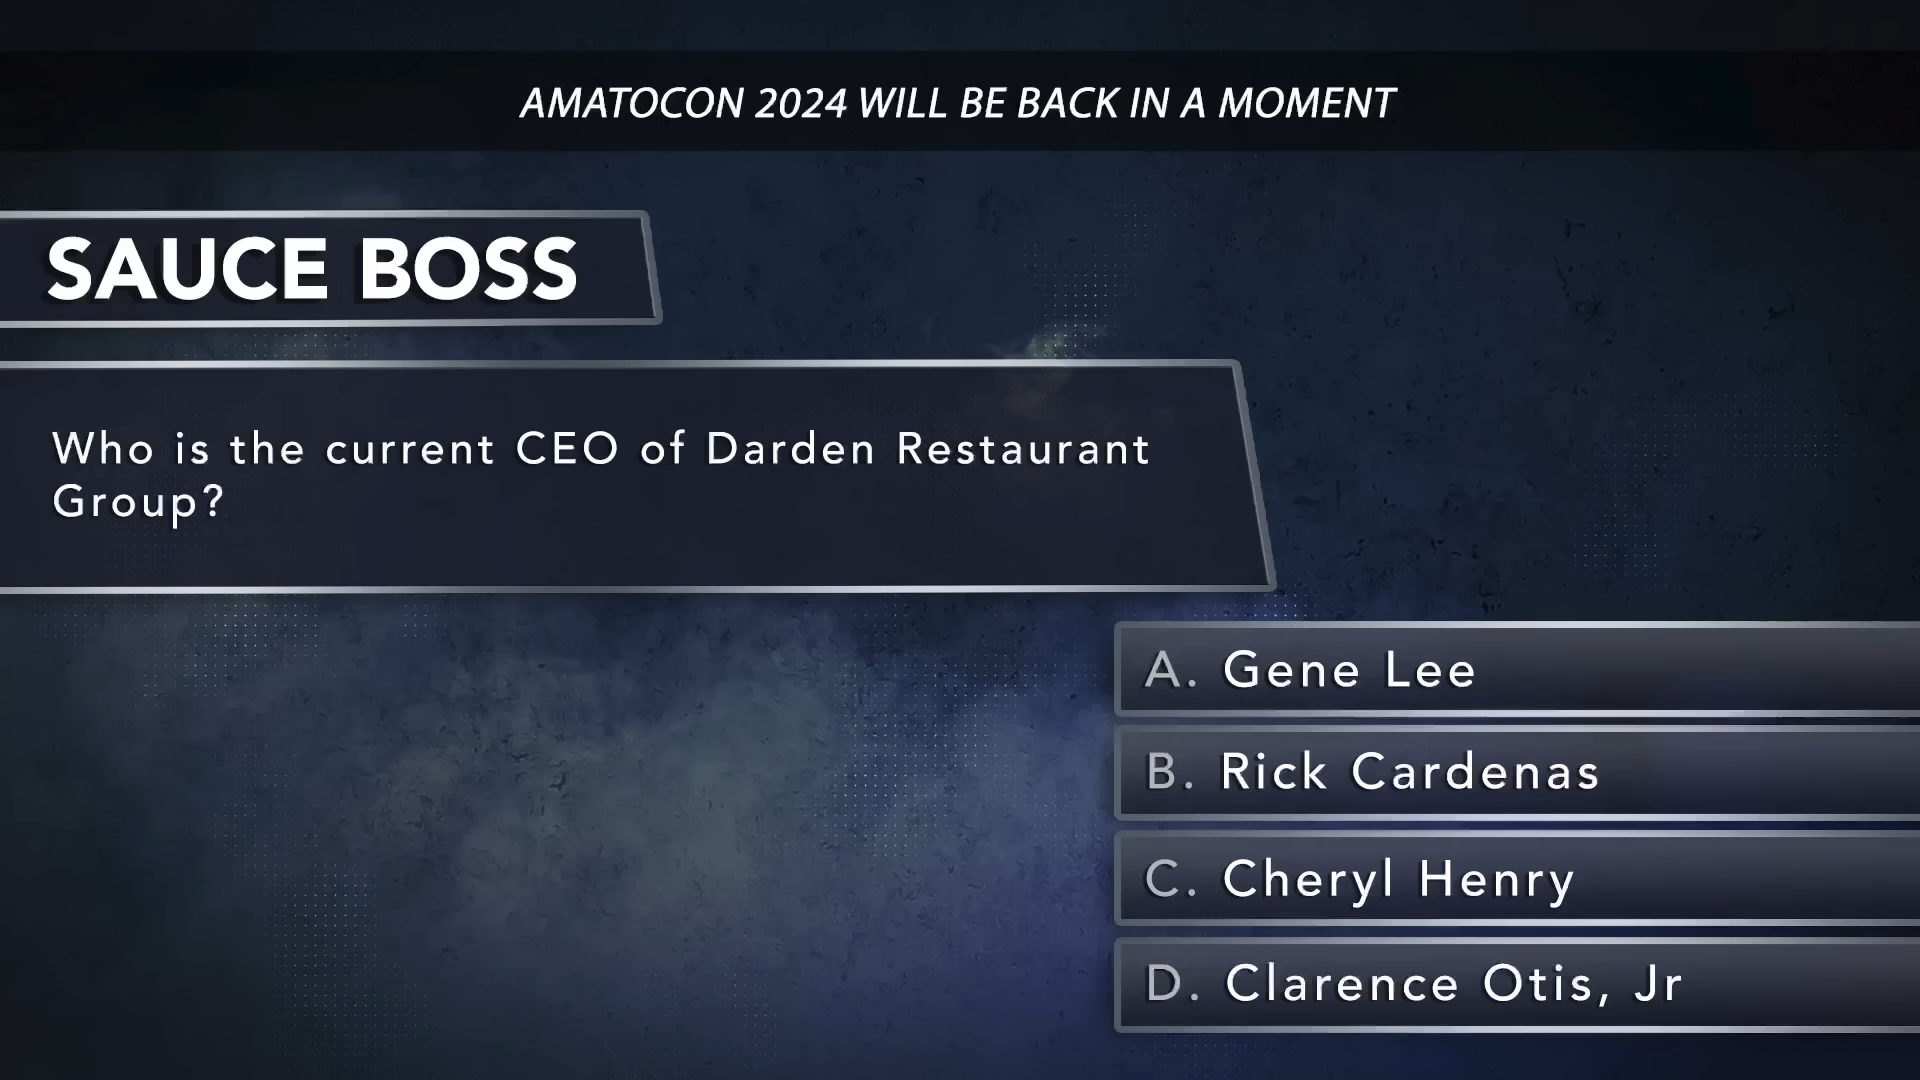 AMATOCON 2024 WILL BE BACK IN A MOMENT
SAUCE BOSS
Who is the current CEO of Darden Restaurant
Group?
A. Gene Lee
B. Rick Cardenas
C. Cheryl Henry
D. Clarence Otis, Jr